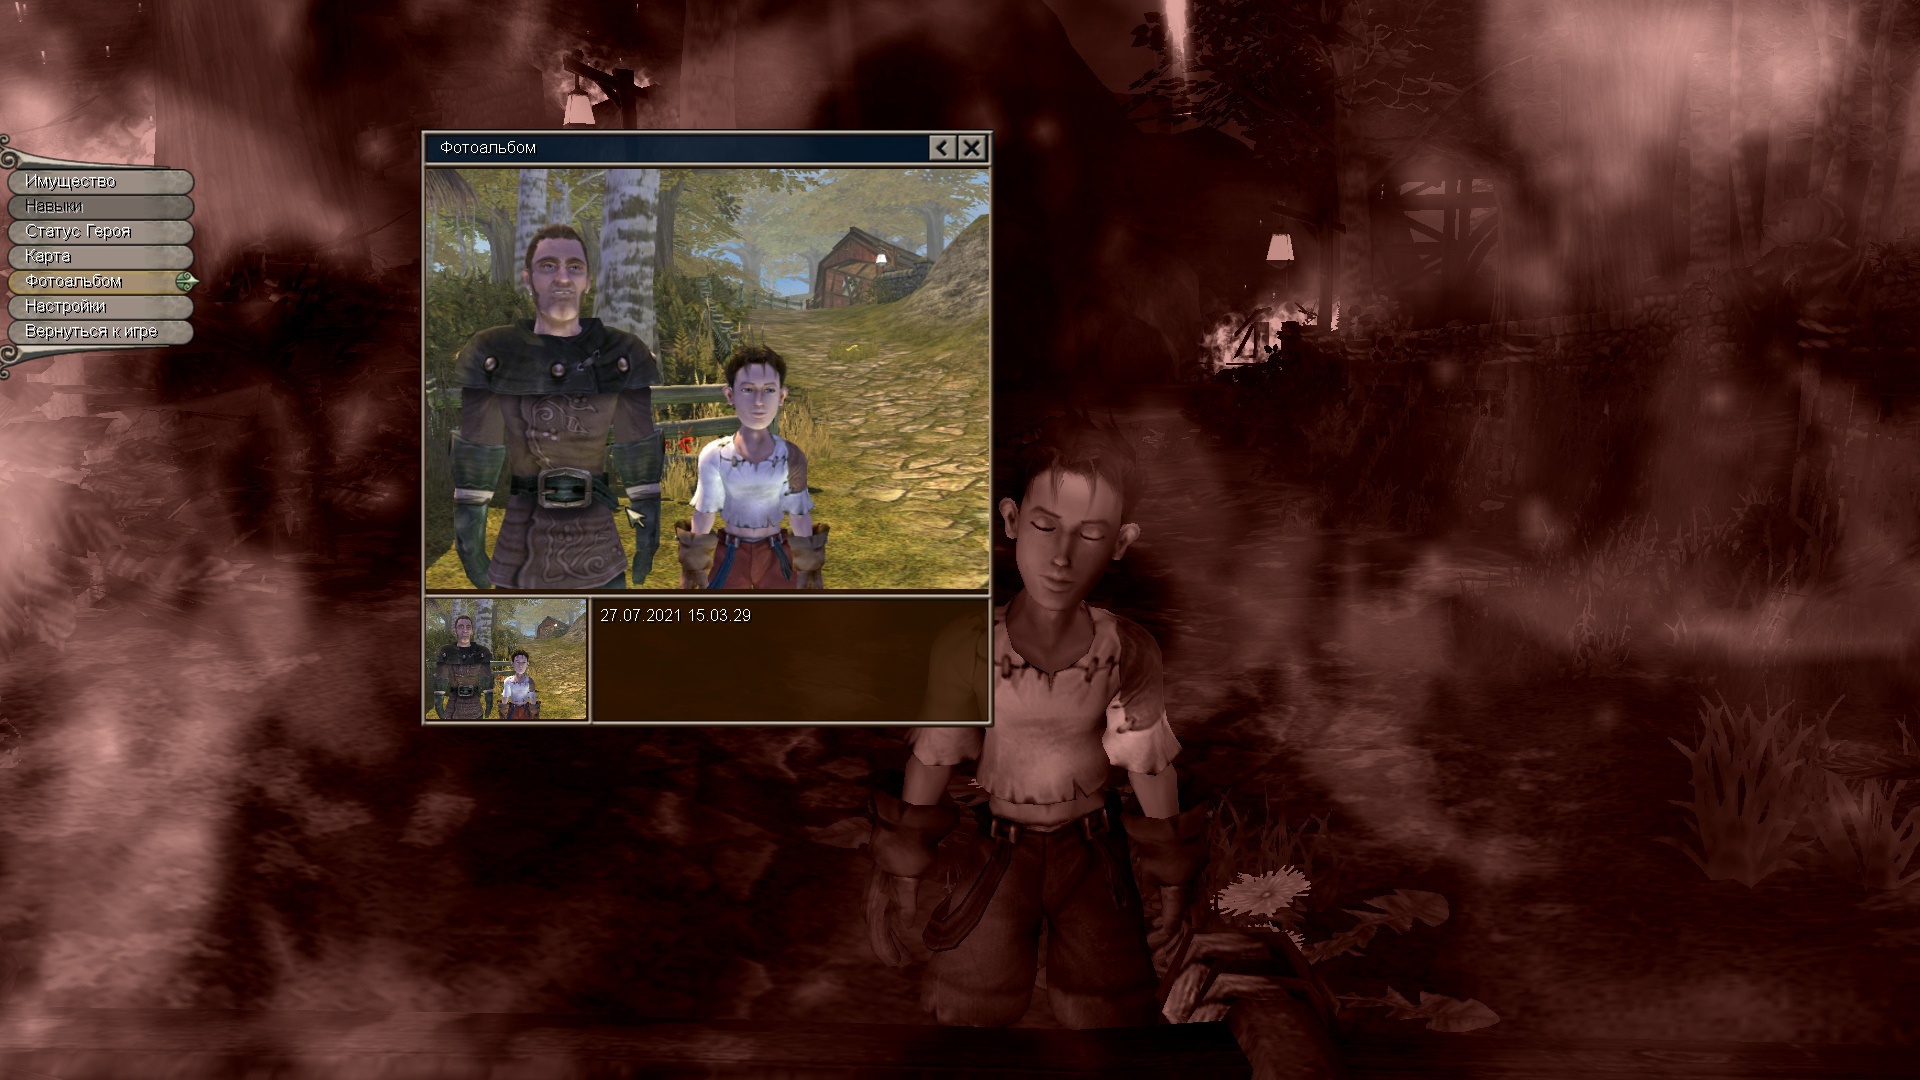 Фотоальбом
Имущество
Навыки
Статус Героя
Карта
Фотоальбом
Настройки
Вернуться к игре
27.07.2021 15.03.29